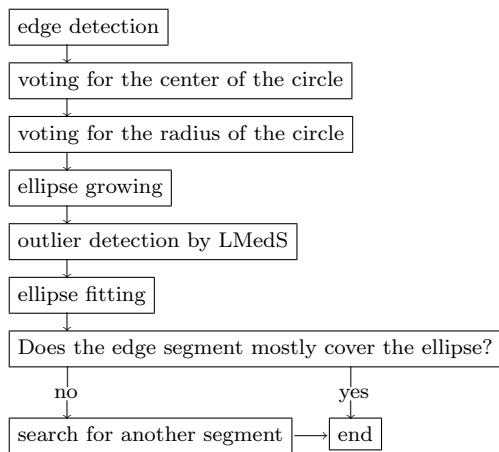 edge detection
voting for the center of the circle
voting for the radius of the circle
ellipse growing
outlier detection by LMedS
ellipse fitting
Does the edge segment mostly cover the ellipse?
no
yes
search for another segment
end